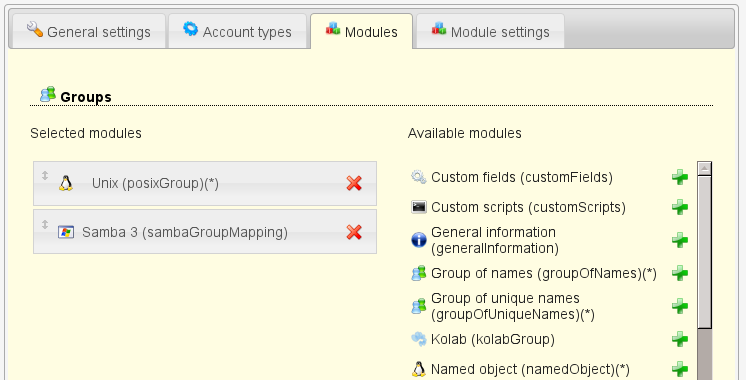 General settings
Account types
Modules
Module settings
Groups
Selected modules
Available modules
Unix (posixGroup)(*)
Samba 3 (sambaGroupMapping)
Custom fields (customFields)
Custom scripts (customScripts)
General information
(generalInformation)
Group of names (groupOfNames)(*)
Group of unique names
(groupOfUniqueNames)(*)
Kolab (kolabGroup)
Named object (namedObject)(*)